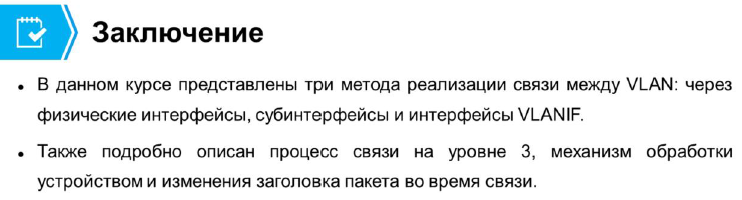 Заключение
• В данном курсе представлены три метода реализации связи между VLAN: через
физические интерфейсы, субинтерфейсы и интерфейсы VLANIF.
• Также подробно описан процесс связи на уровне 3, механизм обработки
устройством и изменения заголовка пакета во время связи.